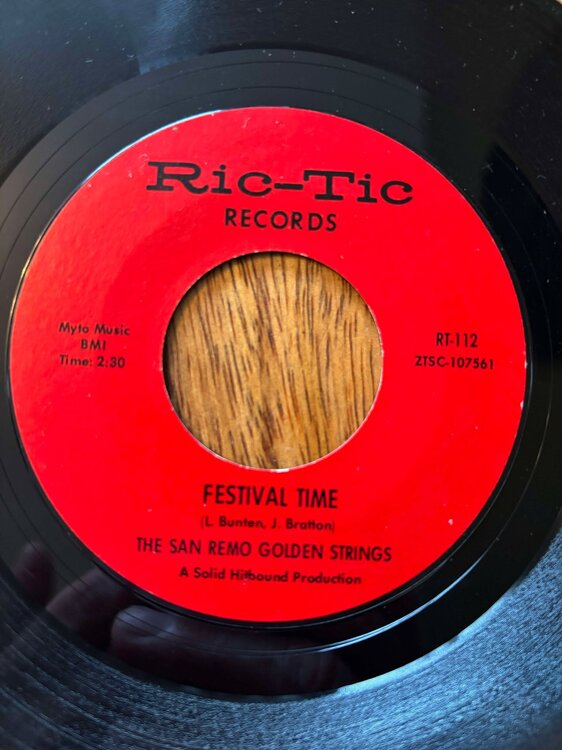 Ric-Tic
RECORDS
Myto Music
BMI
Time: 2:30
RT-112
ZTSC-107561
FESTIVAL TIME
(L. Bunten, J. Bratton)
THE SAN REMO GOLDEN STRINGS
A Solid Hitbound Production